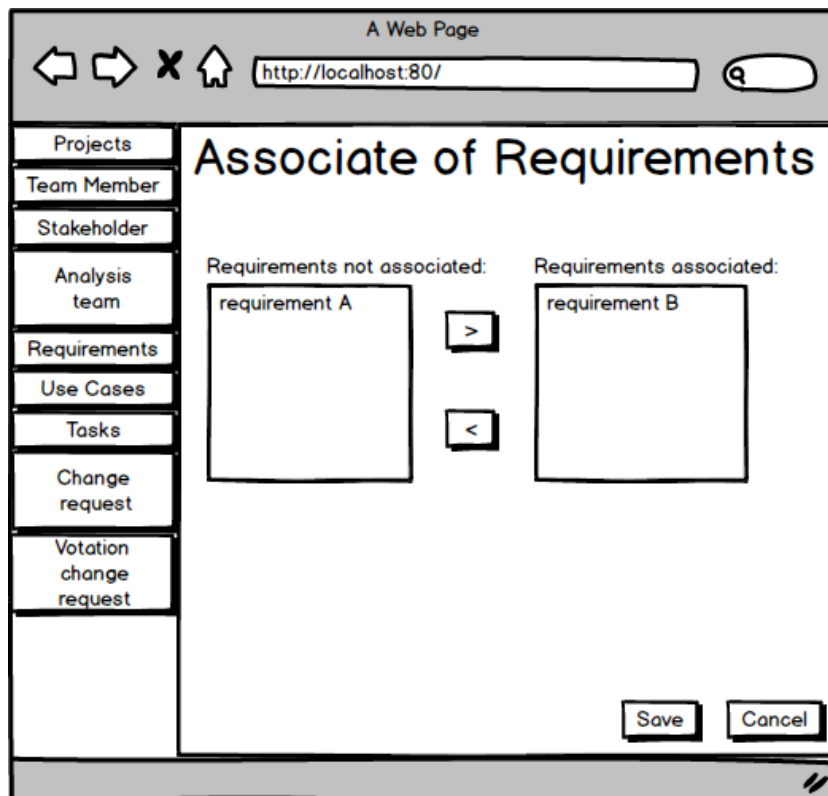 A Web Page
http://localhost:80/
Projects
Team Member
Stakeholder
Analysis
team
Requirements
Use Cases
Tasks
Change
request
Votation
change
request
Associate of Requirements
Requirements not associated:
requirement A
>
<
Requirements associated:
requirement B
Save
Cancel